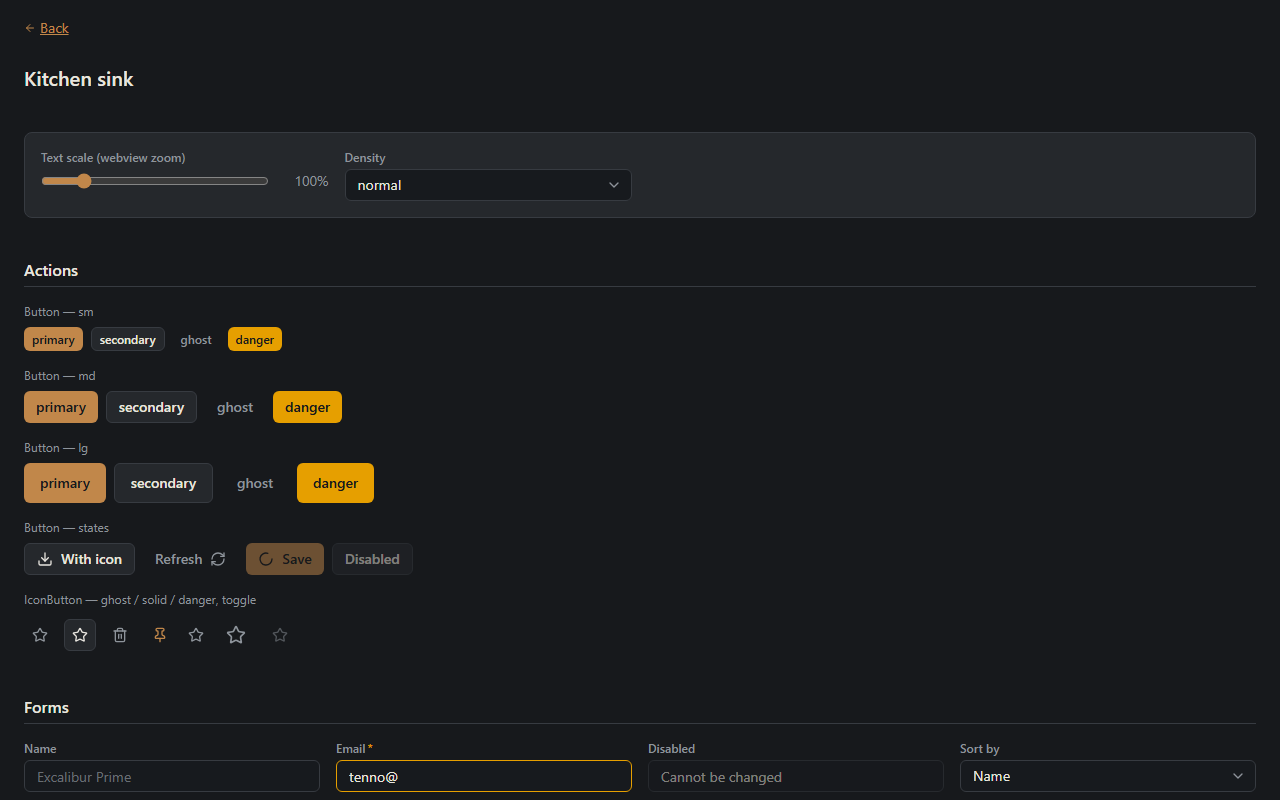 ← Back
Kitchen sink
Text scale (webview zoom)
100%
Density
normal
Actions
Button — sm
primary secondary ghost danger
Button — md
primary secondary ghost danger
Button — lg
primary secondary ghost danger
Button — states
With icon Refresh Save Disabled
IconButton — ghost / solid / danger, toggle
Forms
Name Email * Disabled Sort by
Excalibur Prime tenno@ Cannot be changed Name